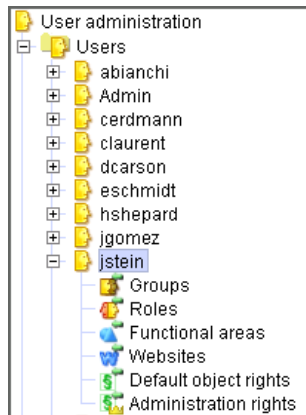 User administration
Users
abianchi
Admin
cerdmann
claurent
dcarson
eschmidt
hshepard
jgomez
jstein
Groups
Roles
Functional areas
Websites
Default object rights
Administration rights